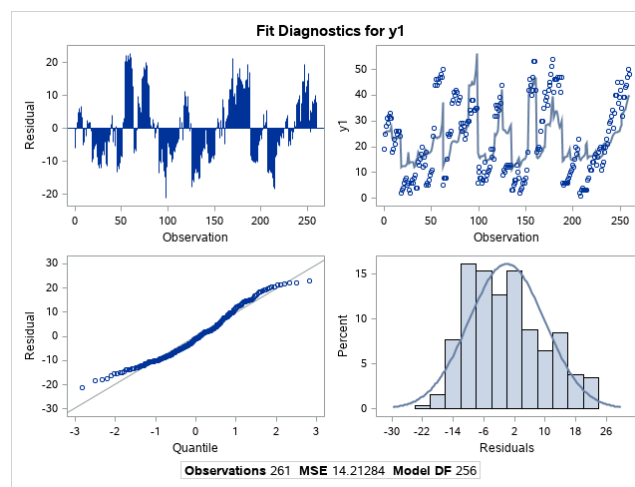 Fit Diagnostics for y1
20
10
0
-10
-20
Residual
0 50 100 150 200 250
Observation
50
40
30
20
10
0
y1
0 50 100 150 200 250
Observation
30
20
10
0
-10
-20
-30
Residual
-3 -2 -1 0 1 2 3
Quantile
15
10
5
0
Percent
-30 -22 -14 -6 2 10 18 26
Residuals
Observations 261 MSE 14.21284 Model DF 256